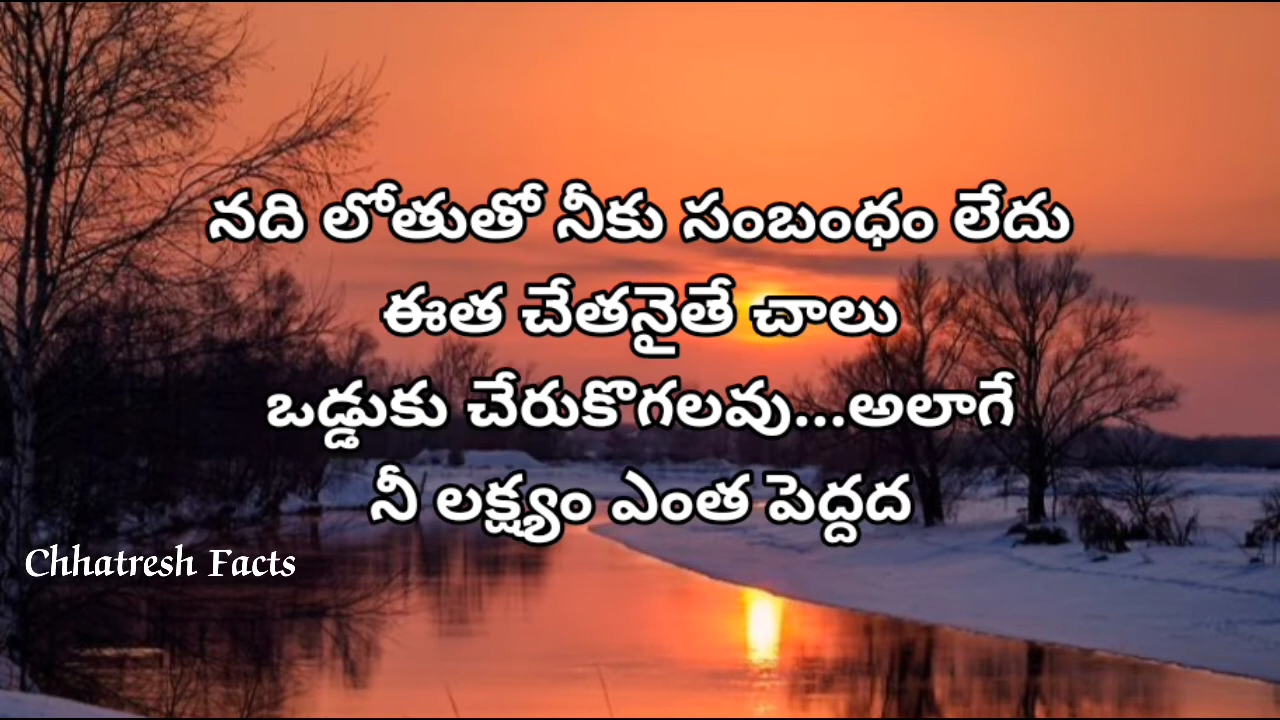 నది లోతుతో నీకు సంబంధం లేదు
ఈత చేతనైతే చాలు
ఒడ్డుకు చేరుకొగలవు...అలాగే
నీ లక్ష్యం ఎంత పెద్దద
Chhatresh Facts